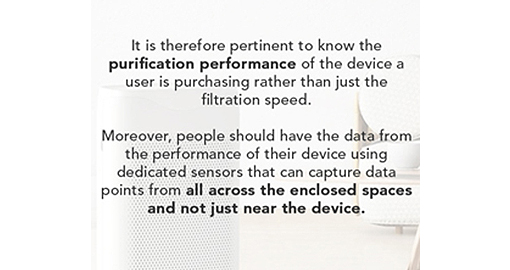 It is therefore pertinent to know the
purification performance of the device a
user is purchasing rather than just the
filtration speed.
Moreover, people should have the data from
the performance of their device using
dedicated sensors that can capture data
points from all across the enclosed spaces
and not just near the device.